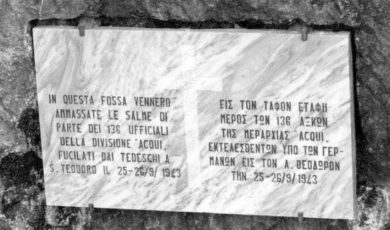 IN QUESTA FOSSA VENNERO
AMMASSATE LE SALME DI
PARTE DEI 136 UFFICIALI
DELLA DIVISIONE "ACQUI"
FUCILATI DAI TEDESCHI A
S. TEODORO IL 25-26/9/1943
ΕΙΣ ΤΟΝ ΤΑΦΟΝ ΕΤΑΦΗ
ΜΕΡΟΣ ΤΩΝ 136 ΑΞΚΩΝ
ΤΗΣ ΜΕΡΑΡΧΙΑΣ "ACQUI"
ΕΚΤΕΛΕΣΘΕΝΤΩΝ ΥΠΟ ΤΩΝ ΓΕΡ-
ΜΑΝΩΝ ΕΙΣ ΤΟΝ Α. ΘΕΟΔΩΡΟΝ
ΤΗΝ 25-26/9/1943